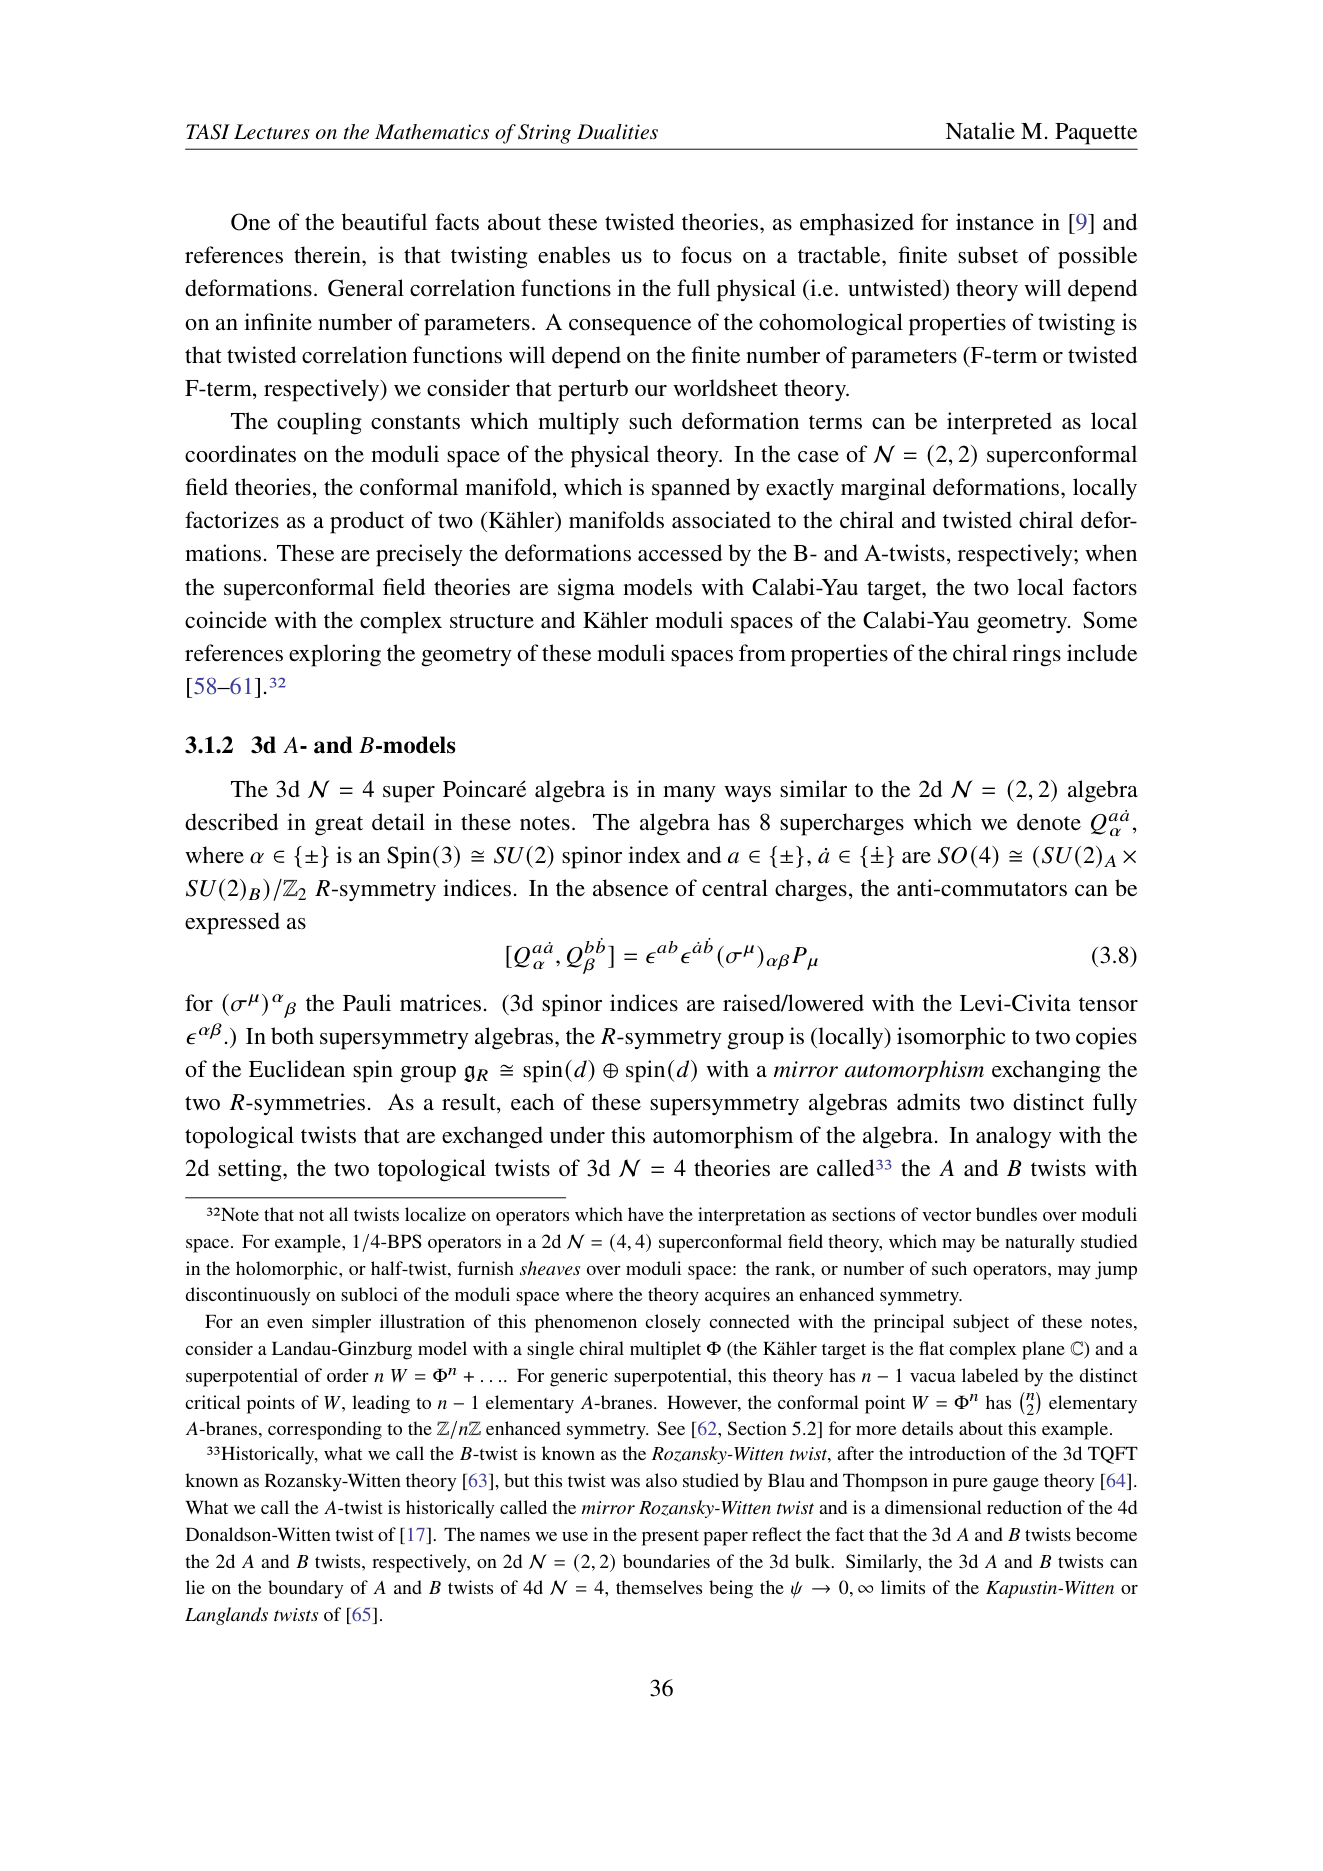 TASI Lectures on the Mathematics of String Dualities Natalie M. Paquette
One of the beautiful facts about these twisted theories, as emphasized for instance in [9] and
references therein, is that twisting enables us to focus on a tractable, finite subset of possible
deformations. General correlation functions in the full physical (i.e. untwisted) theory will depend
on an infinite number of parameters. A consequence of the cohomological properties of twisting is
that twisted correlation functions will depend on the finite number of parameters (F-term or twisted
F-term, respectively) we consider that perturb our worldsheet theory.
The coupling constants which multiply such deformation terms can be interpreted as local
coordinates on the moduli space of the physical theory. In the case of 𝒩 = (2, 2) superconformal
field theories, the conformal manifold, which is spanned by exactly marginal deformations, locally
factorizes as a product of two (Kähler) manifolds associated to the chiral and twisted chiral defor-
mations. These are precisely the deformations accessed by the B- and A-twists, respectively; when
the superconformal field theories are sigma models with Calabi-Yau target, the two local factors
coincide with the complex structure and Kähler moduli spaces of the Calabi-Yau geometry. Some
references exploring the geometry of these moduli spaces from properties of the chiral rings include
[58–61].³²
3.1.2 3d A- and B-models
The 3d 𝒩 = 4 super Poincaré algebra is in many ways similar to the 2d 𝒩 = (2, 2) algebra
described in great detail in these notes. The algebra has 8 supercharges which we denote $Q^{a\dot{a}}_{\alpha}$,
where α ∈ {±} is an Spin(3) ≅ SU(2) spinor index and a ∈ {±}, ȧ ∈ {±̇} are SO(4) ≅ (SU(2)_A ×
SU(2)_B)/ℤ₂ R-symmetry indices. In the absence of central charges, the anti-commutators can be
expressed as
$[Q^{a\dot{a}}_{\alpha}, Q^{b\dot{b}}_{\beta}] = \epsilon^{ab}\epsilon^{\dot{a}\dot{b}}(\sigma^{\mu})_{\alpha\beta}P_{\mu}$ (3.8)
for $(\sigma^{\mu})^{\alpha}{}_{\beta}$ the Pauli matrices. (3d spinor indices are raised/lowered with the Levi-Civita tensor
$\epsilon^{\alpha\beta}$.) In both supersymmetry algebras, the R-symmetry group is (locally) isomorphic to two copies
of the Euclidean spin group 𝔤_R ≅ spin(d) ⊕ spin(d) with a mirror automorphism exchanging the
two R-symmetries. As a result, each of these supersymmetry algebras admits two distinct fully
topological twists that are exchanged under this automorphism of the algebra. In analogy with the
2d setting, the two topological twists of 3d 𝒩 = 4 theories are called³³ the A and B twists with
³²Note that not all twists localize on operators which have the interpretation as sections of vector bundles over moduli
space. For example, 1/4-BPS operators in a 2d 𝒩 = (4, 4) superconformal field theory, which may be naturally studied
in the holomorphic, or half-twist, furnish sheaves over moduli space: the rank, or number of such operators, may jump
discontinuously on subloci of the moduli space where the theory acquires an enhanced symmetry.
For an even simpler illustration of this phenomenon closely connected with the principal subject of these notes,
consider a Landau-Ginzburg model with a single chiral multiplet Φ (the Kähler target is the flat complex plane ℂ) and a
superpotential of order n W = Φⁿ + . . .. For generic superpotential, this theory has n − 1 vacua labeled by the distinct
critical points of W, leading to n − 1 elementary A-branes. However, the conformal point W = Φⁿ has $\binom{n}{2}$ elementary
A-branes, corresponding to the ℤ/nℤ enhanced symmetry. See [62, Section 5.2] for more details about this example.
³³Historically, what we call the B-twist is known as the Rozansky-Witten twist, after the introduction of the 3d TQFT
known as Rozansky-Witten theory [63], but this twist was also studied by Blau and Thompson in pure gauge theory [64].
What we call the A-twist is historically called the mirror Rozansky-Witten twist and is a dimensional reduction of the 4d
Donaldson-Witten twist of [17]. The names we use in the present paper reflect the fact that the 3d A and B twists become
the 2d A and B twists, respectively, on 2d 𝒩 = (2, 2) boundaries of the 3d bulk. Similarly, the 3d A and B twists can
lie on the boundary of A and B twists of 4d 𝒩 = 4, themselves being the ψ → 0, ∞ limits of the Kapustin-Witten or
Langlands twists of [65].
36